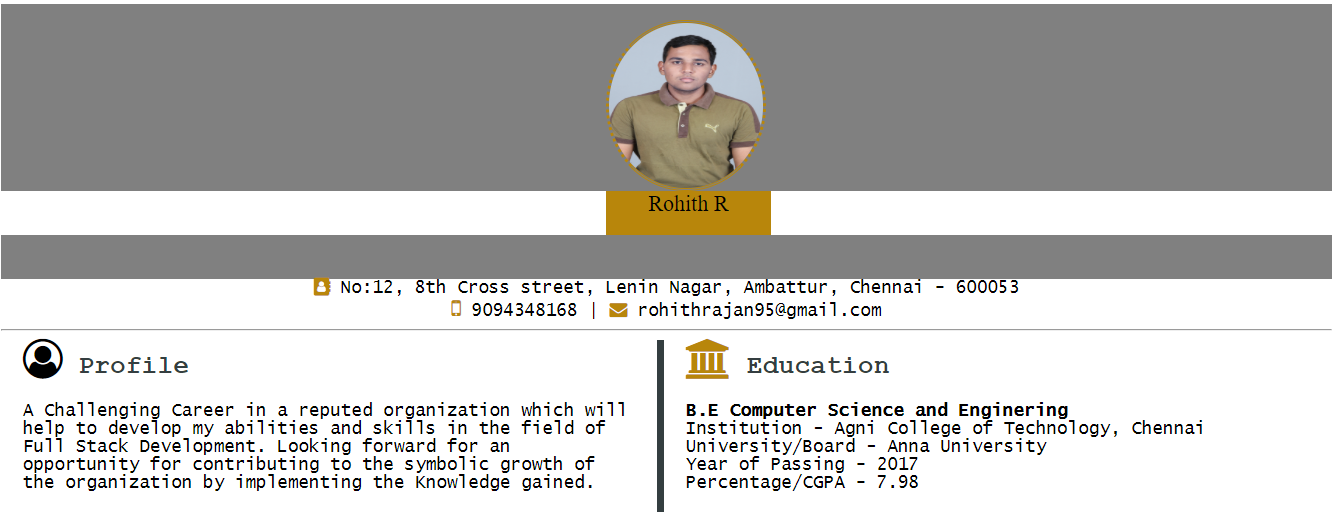 Rohith R
No:12, 8th Cross street, Lenin Nagar, Ambattur, Chennai - 600053
9094348168 | rohithrajan95@gmail.com
Profile
A Challenging Career in a reputed organization which will
help to develop my abilities and skills in the field of
Full Stack Development. Looking forward for an
opportunity for contributing to the symbolic growth of
the organization by implementing the Knowledge gained.
Education
B.E Computer Science and Enginering
Institution - Agni College of Technology, Chennai
University/Board - Anna University
Year of Passing - 2017
Percentage/CGPA - 7.98